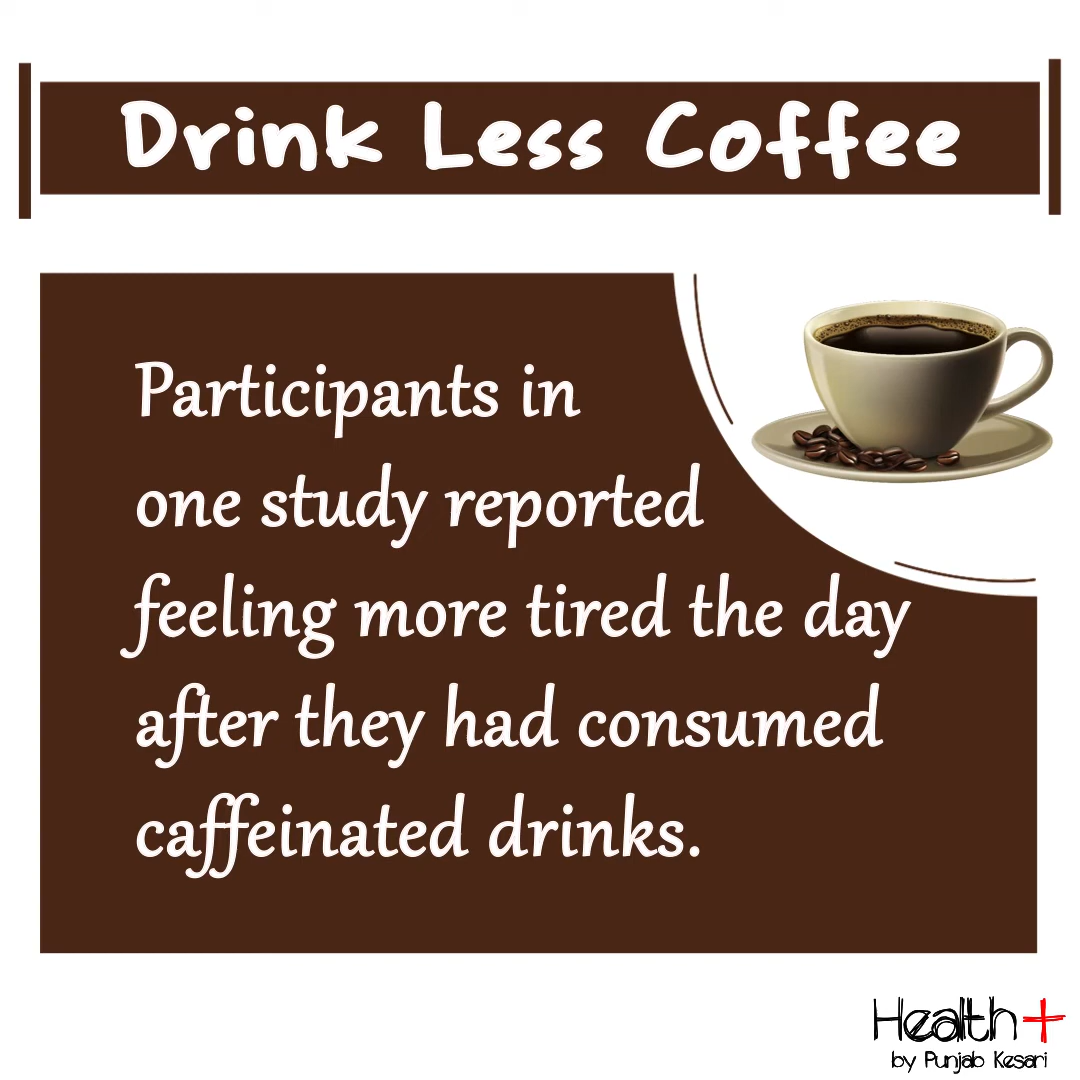 Drink Less Coffee
Participants in
one study reported
feeling more tired the day
after they had consumed
caffeinated drinks.
Health+
by Punjab Kesari